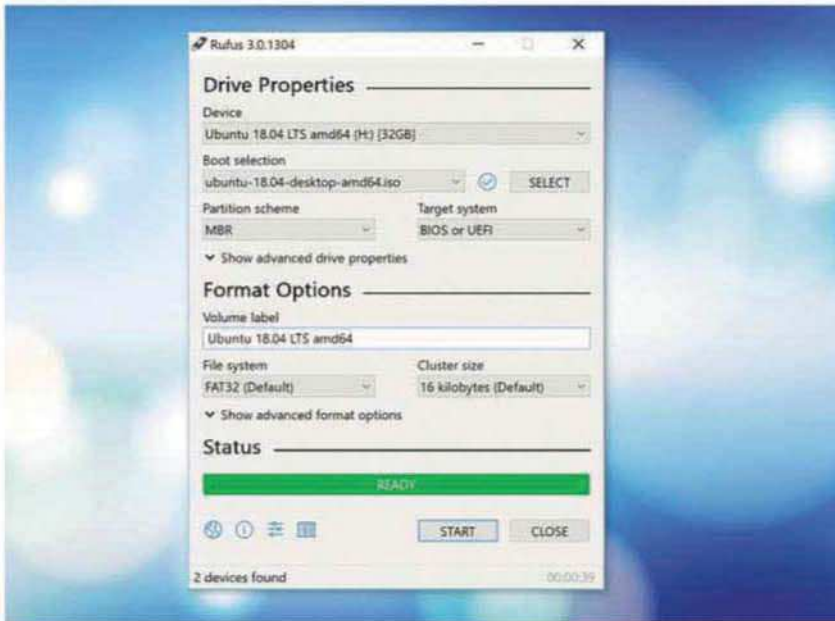 Rufus 3.0.1304
Drive Properties
Device
Ubuntu 18.04 LTS amd64 (H:) [32GB]
Boot selection
ubuntu-18.04-desktop-amd64.iso
SELECT
Partition scheme
Target system
MBR
BIOS or UEFI
Show advanced drive properties
Format Options
Volume label
Ubuntu 18.04 LTS amd64
File system
Cluster size
FAT32 (Default)
16 kilobytes (Default)
Show advanced format options
Status
READY
START
CLOSE
2 devices found
00:00:39